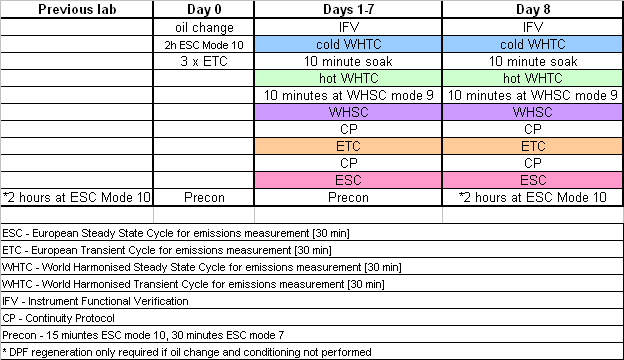 Previous lab Day 0 Days 1-7 Day 8
oil change IFV IFV
2h ESC Mode 10 cold WHTC cold WHTC
3 x ETC 10 minute soak 10 minute soak
hot WHTC hot WHTC
10 minutes at WHSC mode 9 10 minutes at WHSC mode 9
WHSC WHSC
CP CP
ETC ETC
CP CP
ESC ESC
*2 hours at ESC Mode 10 Precon Precon *2 hours at ESC Mode 10
ESC - European Steady State Cycle for emissions measurement [30 min]
ETC - European Transient Cycle for emissions measurement [30 min]
WHTC - World Harmonised Steady State Cycle for emissions measurement [30 min]
WHTC - World Harmonised Transient Cycle for emissions measurement [30 min]
IFV - Instrument Functional Verification
CP - Continuity Protocol
Precon - 15 miuntes ESC mode 10, 30 minutes ESC mode 7
* DPF regeneration only required if oil change and conditioning not performed